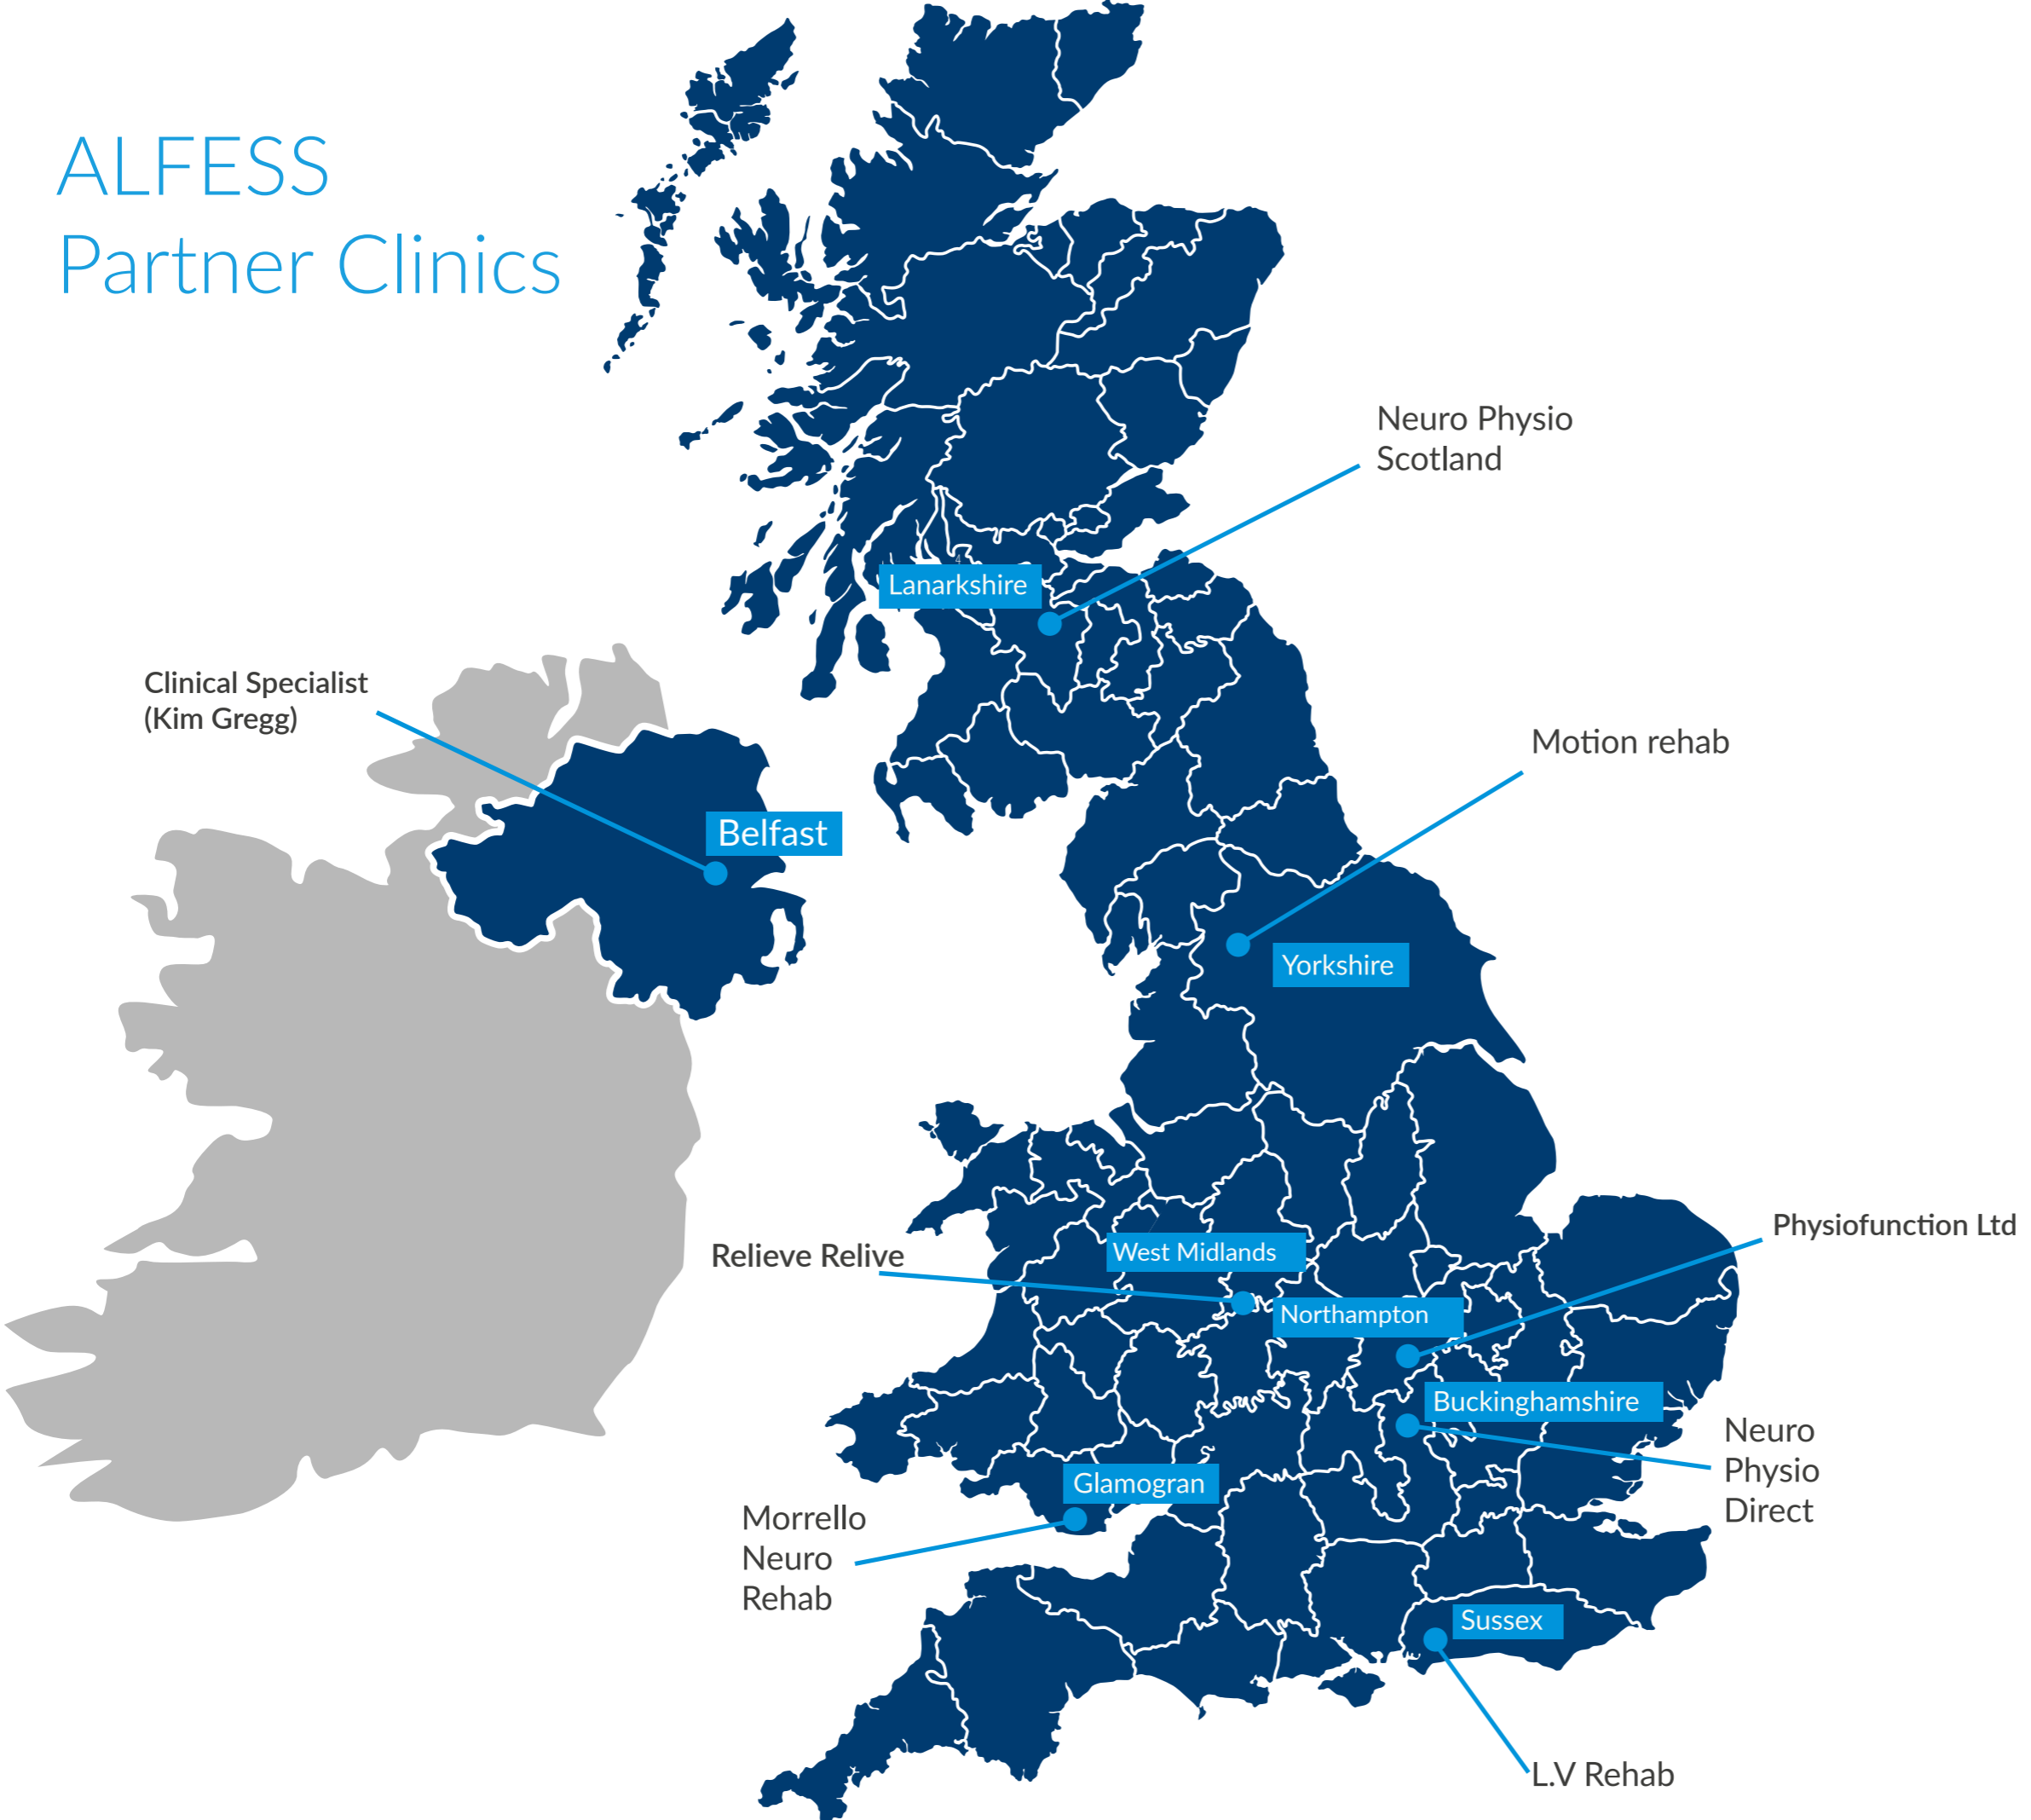 ALFESS
Partner Clinics
Neuro Physio
Scotland
4
Lanarkshire
Clinical Specialist
(Kim Gregg)
Motion rehab
Belfast
Yorkshire
Physiofunction Ltd
Relieve Relive
West Midlands
Northampton
Buckinghamshire
Neuro
Physio
Direct
Glamogran
Morrello
Neuro
Rehab
Sussex
L.V Rehab